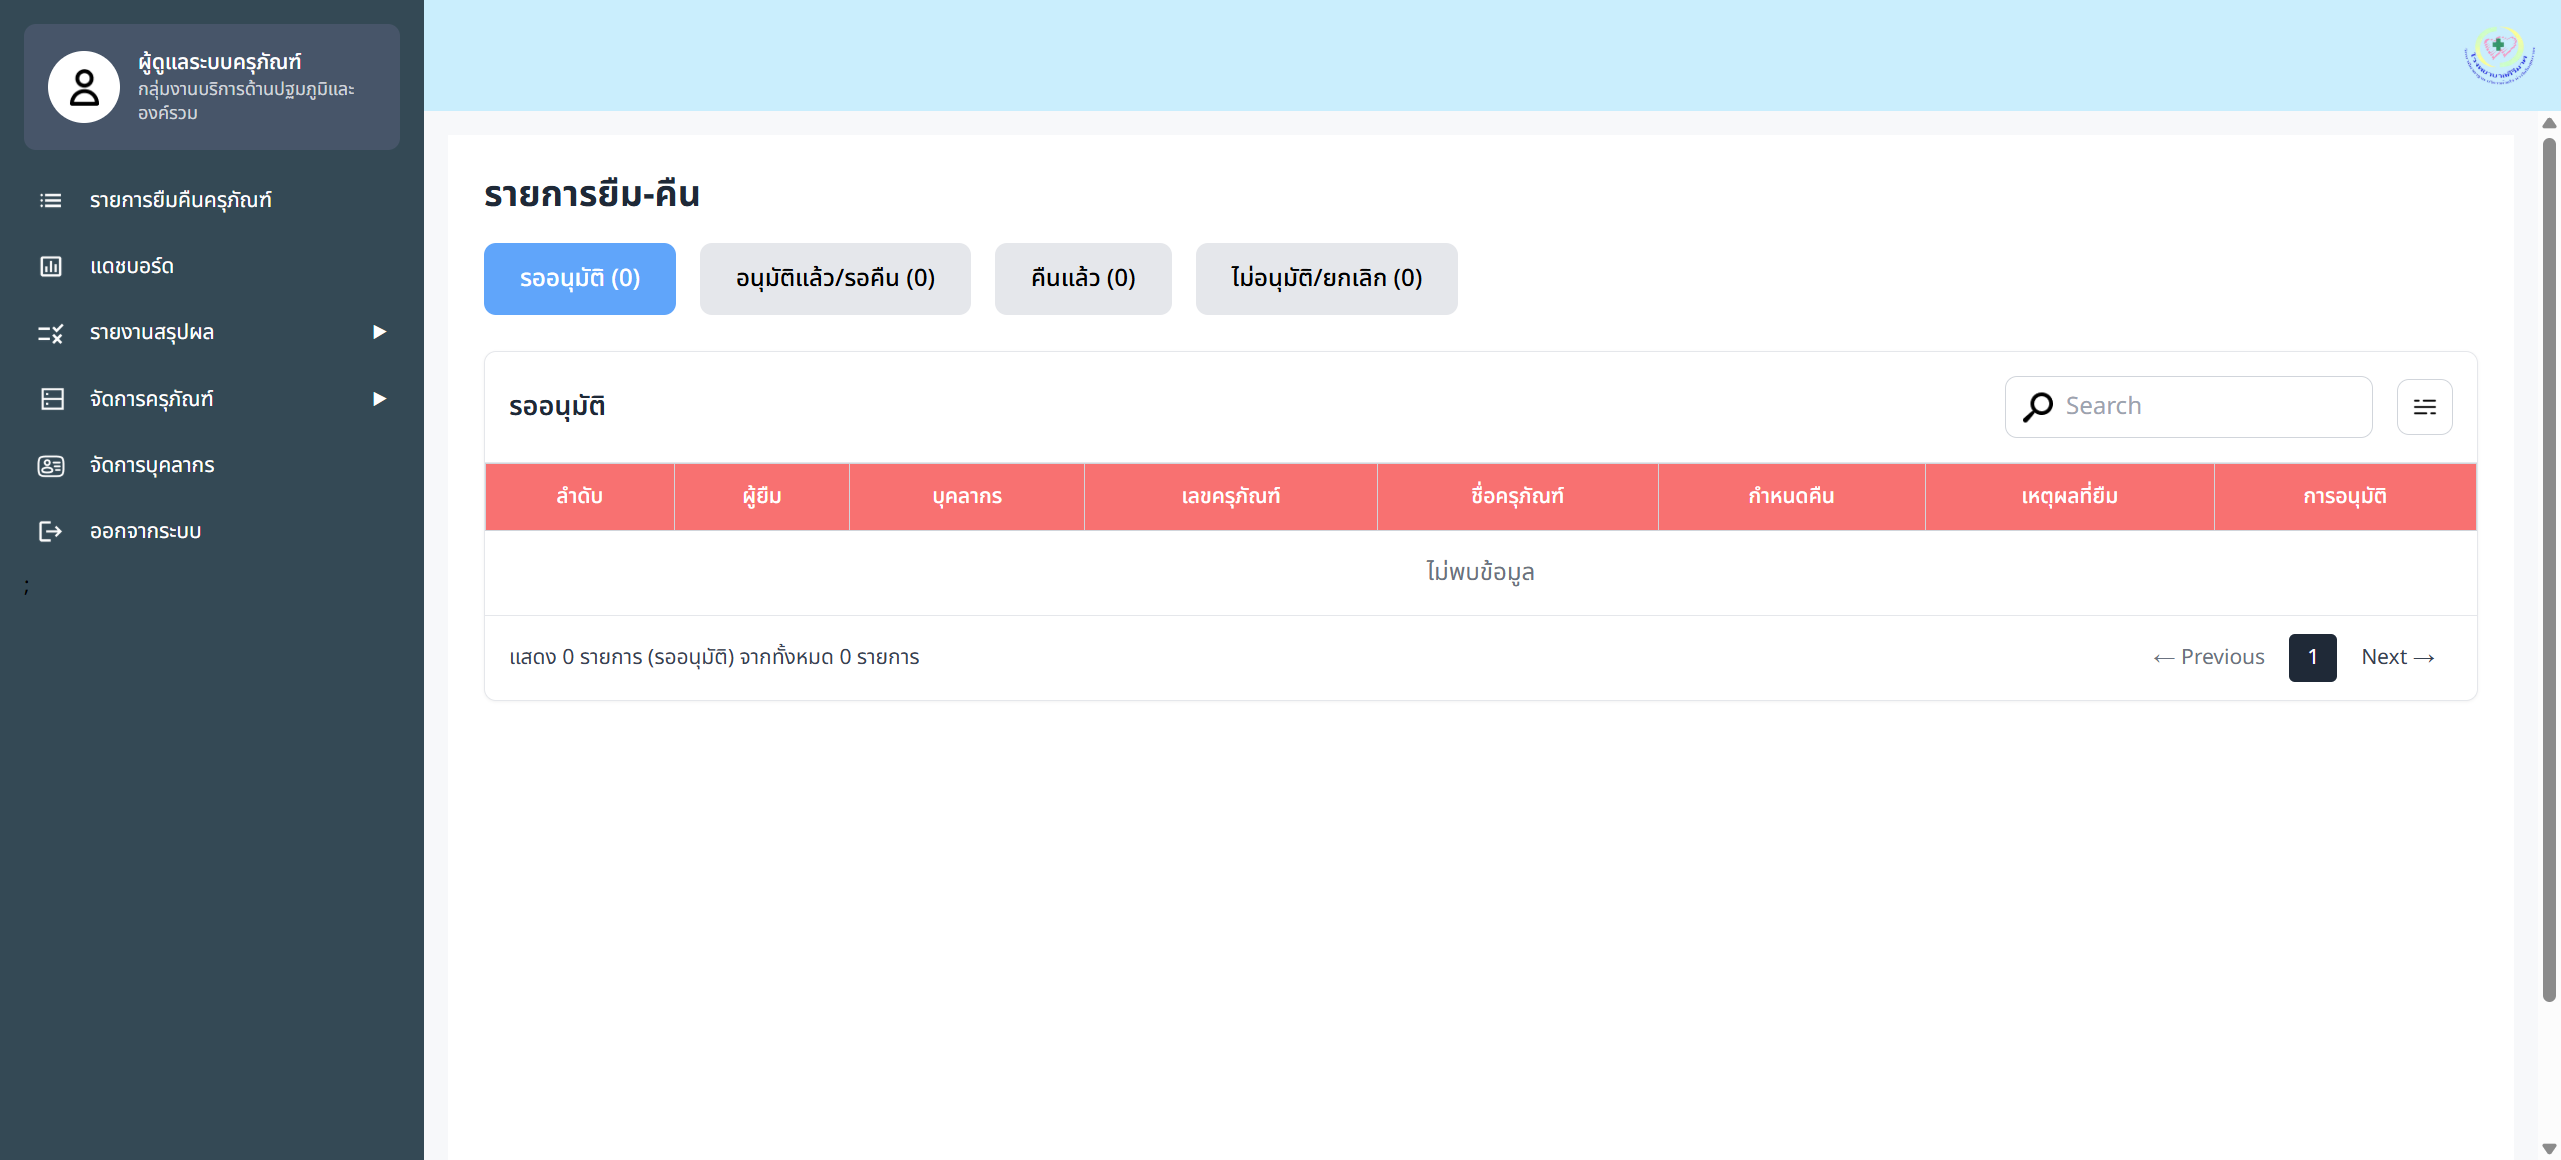 ผู้ดูแลระบบครุภัณฑ์
กลุ่มงานบริการด้านปฐมภูมิและ
องค์รวม
รายการยืมคืนครุภัณฑ์
แดชบอร์ด
รายงานสรุปผล
จัดการครุภัณฑ์
จัดการบุคลากร
ออกจากระบบ
;
รายการยืม-คืน
รออนุมัติ (0)
อนุมัติแล้ว/รอคืน (0)
คืนแล้ว (0)
ไม่อนุมัติ/ยกเลิก (0)
รออนุมัติ
Search
ลำดับ ผู้ยืม บุคลากร เลขครุภัณฑ์ ชื่อครุภัณฑ์ กำหนดคืน เหตุผลที่ยืม การอนุมัติ
ไม่พบข้อมูล
แสดง 0 รายการ (รออนุมัติ) จากทั้งหมด 0 รายการ
← Previous 1 Next →